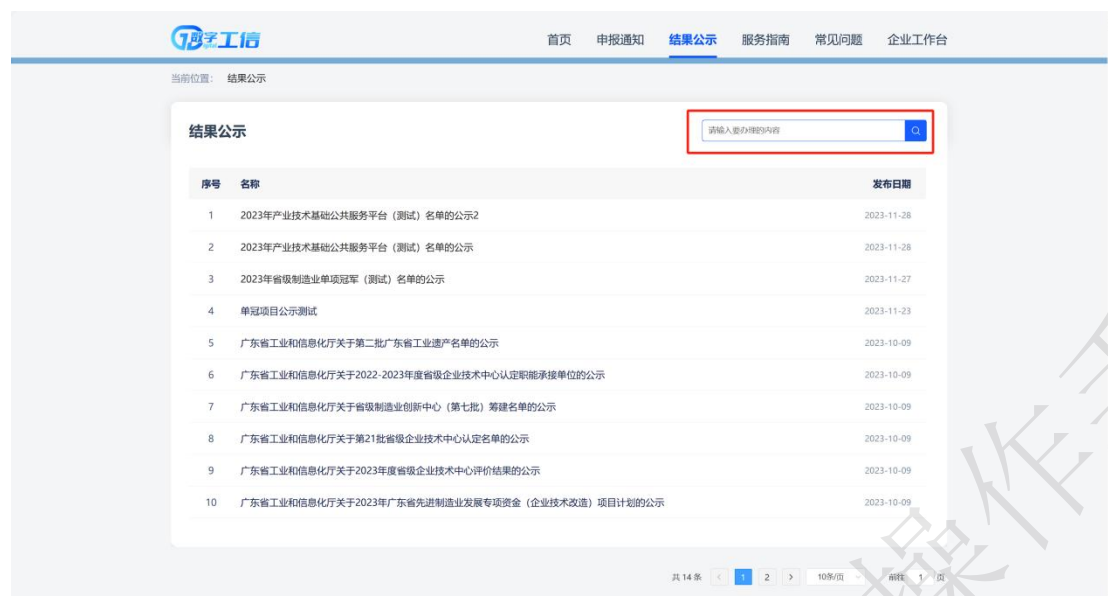 数字工信
首页 申报通知 结果公示 服务指南 常见问题 企业工作台
当前位置： 结果公示
结果公示
请输入要办理的内容
序号 名称 发布日期
1 2023年产业技术基础公共服务平台（测试）名单的公示2 2023-11-28
2 2023年产业技术基础公共服务平台（测试）名单的公示 2023-11-28
3 2023年省级制造业单项冠军（测试）名单的公示 2023-11-27
4 单冠项目公示测试 2023-11-23
5 广东省工业和信息化厅关于第二批广东省工业遗产名单的公示 2023-10-09
6 广东省工业和信息化厅关于2022-2023年度省级企业技术中心认定职能承接单位的公示 2023-10-09
7 广东省工业和信息化厅关于省级制造业创新中心（第七批）筹建名单的公示 2023-10-09
8 广东省工业和信息化厅关于第21批省级企业技术中心认定名单的公示 2023-10-09
9 广东省工业和信息化厅关于2023年度省级企业技术中心评价结果的公示 2023-10-09
10 广东省工业和信息化厅关于2023年广东省先进制造业发展专项资金（企业技术改造）项目计划的公示 2023-10-09
共 14 条 < 1 2 > 10条/页 前往 1 页
操作手